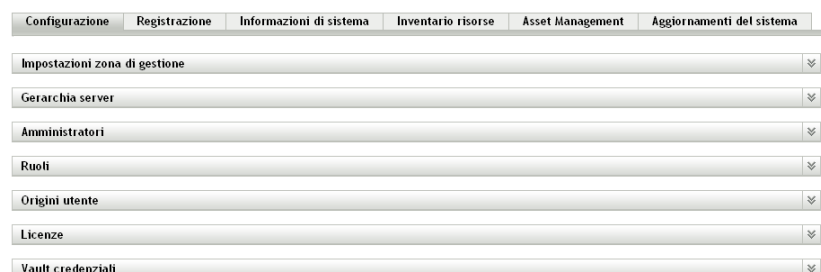 Configurazione Registrazione Informazioni di sistema Inventario risorse Asset Management Aggiornamenti del sistema
Impostazioni zona di gestione
Gerarchia server
Amministratori
Ruoli
Origini utente
Licenze
Vault credenziali